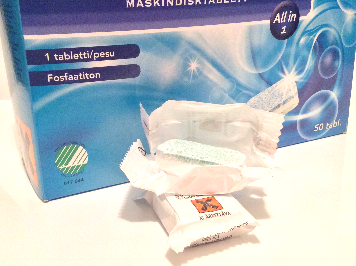 MASKINDISKTABLETT
All in
1
1 tabletti/pesu
Fosfaatiton
50 tabl.